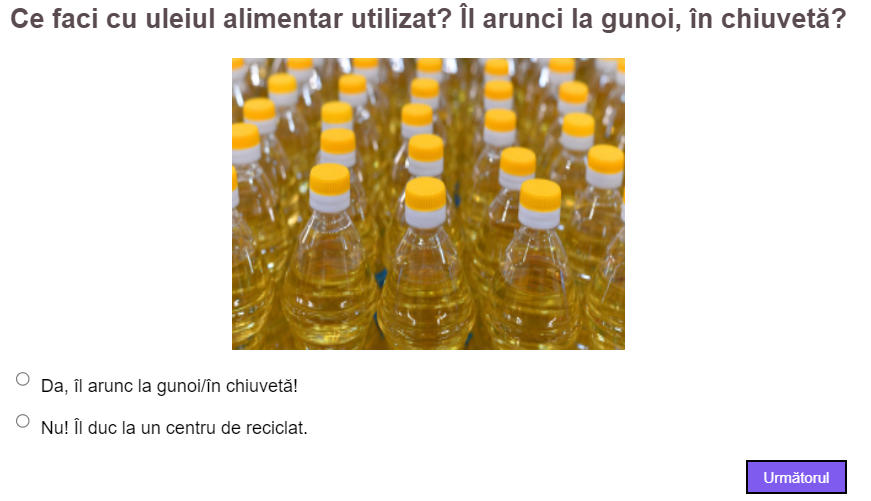 Ce faci cu uleiul alimentar utilizat? Îl arunci la gunoi, în chiuvetă?
Da, îl arunc la gunoi/în chiuvetă!
Nu! Îl duc la un centru de reciclat.
Următorul